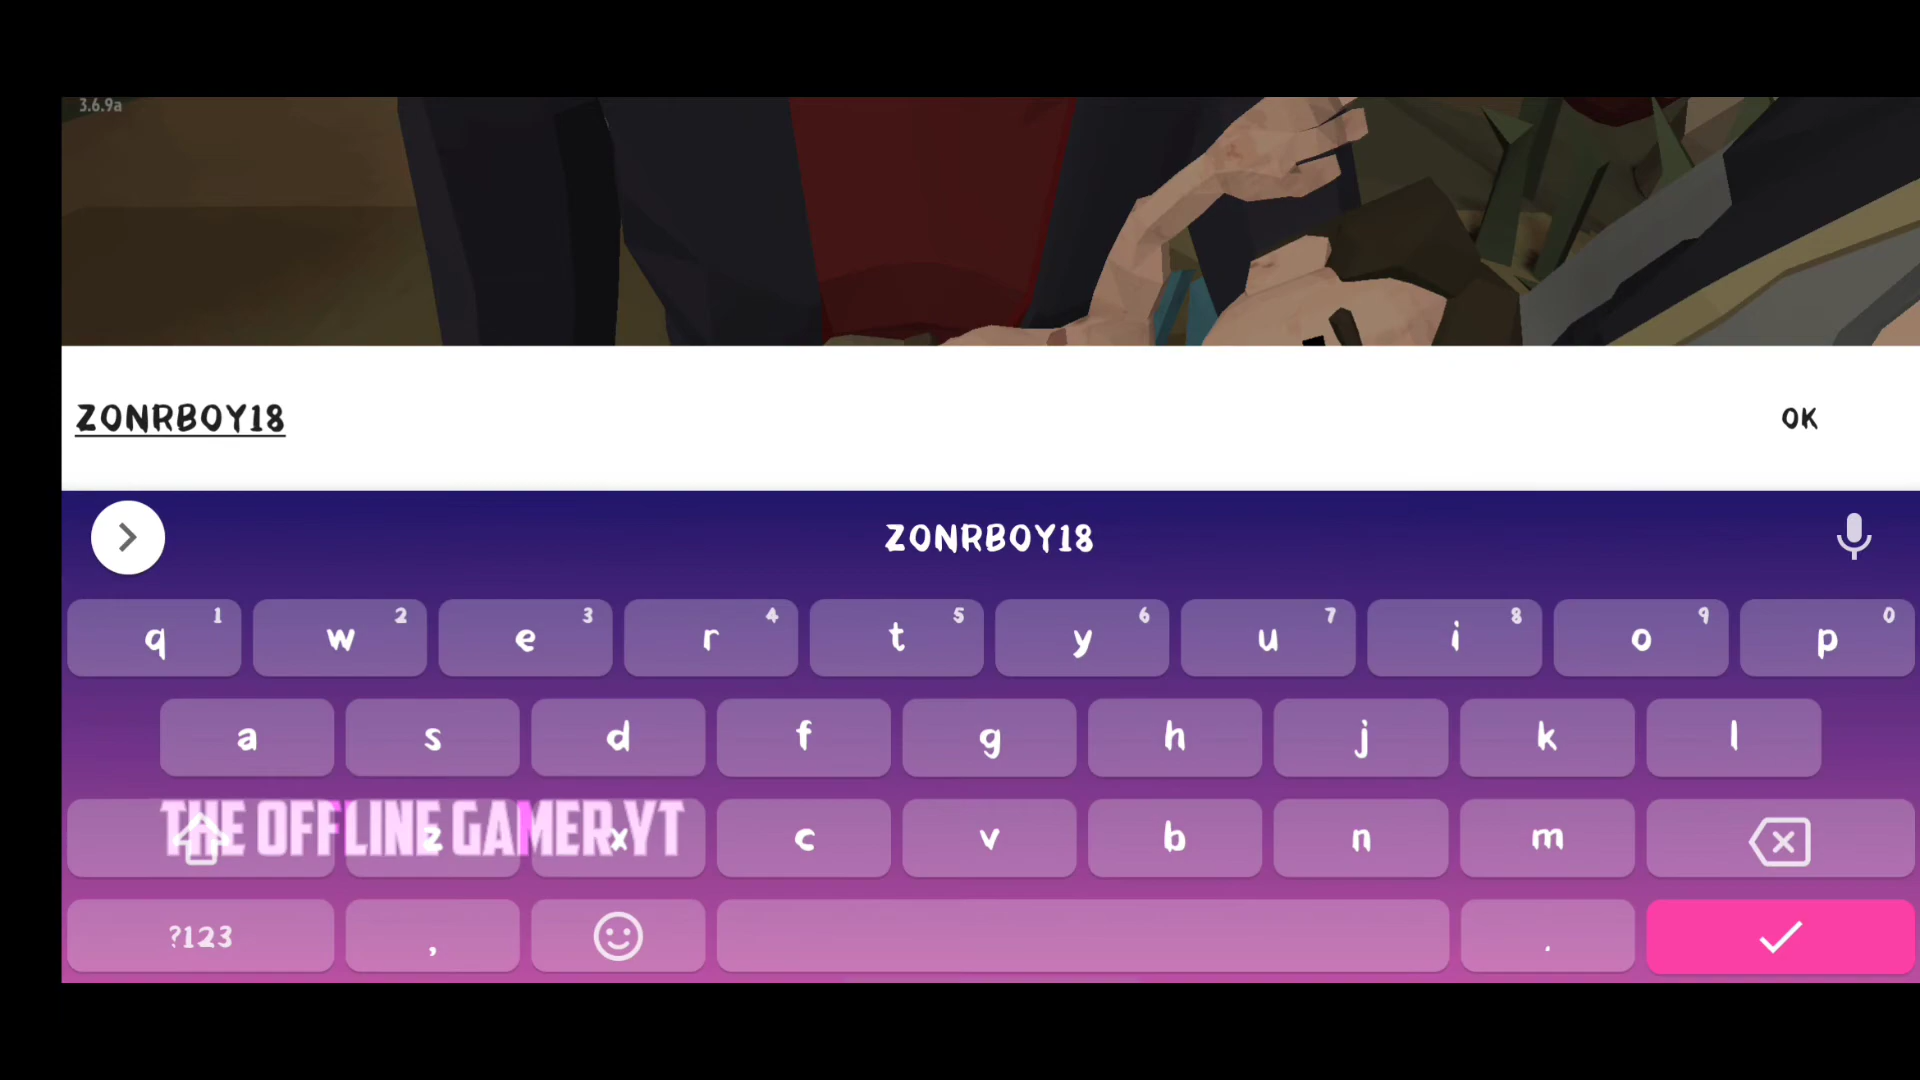 3.6.9a
ZONRBOY18
OK
ZONRBOY18
q 1 w 2 e 3 r 4 t 5 y 6 u 7 i 8 o 9 p 0
a s d f g h j k l
THE OFFLINE GAMER YT
z x c v b n m
?123 , .